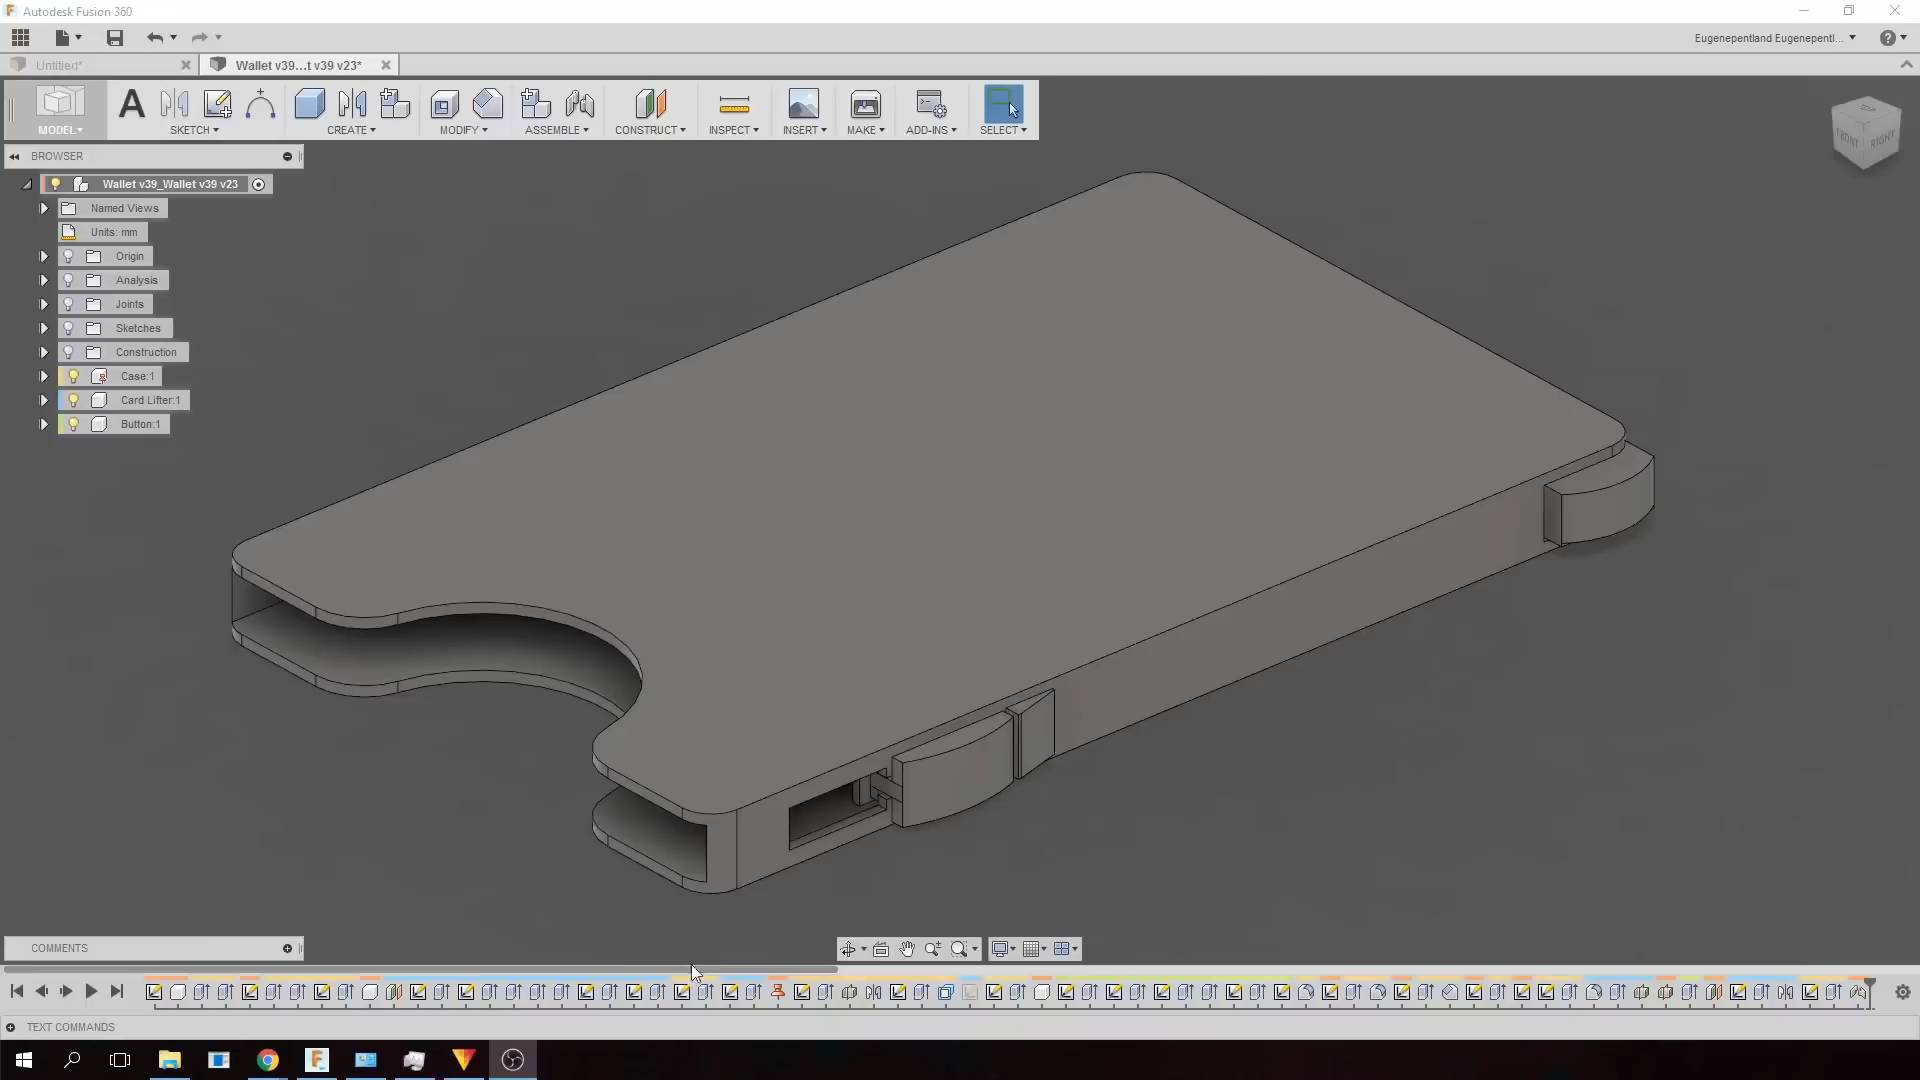 Autodesk Fusion 360
Eugenepentland Eugenepentl...
Untitled*
Wallet v39...t v39 v23*
MODEL
SKETCH
CREATE
MODIFY
ASSEMBLE
CONSTRUCT
INSPECT
INSERT
MAKE
ADD-INS
SELECT
FRONT
RIGHT
BROWSER
Wallet v39_Wallet v39 v23
Named Views
Units: mm
Origin
Analysis
Joints
Sketches
Construction
Case:1
Card Lifter:1
Button:1
COMMENTS
TEXT COMMANDS